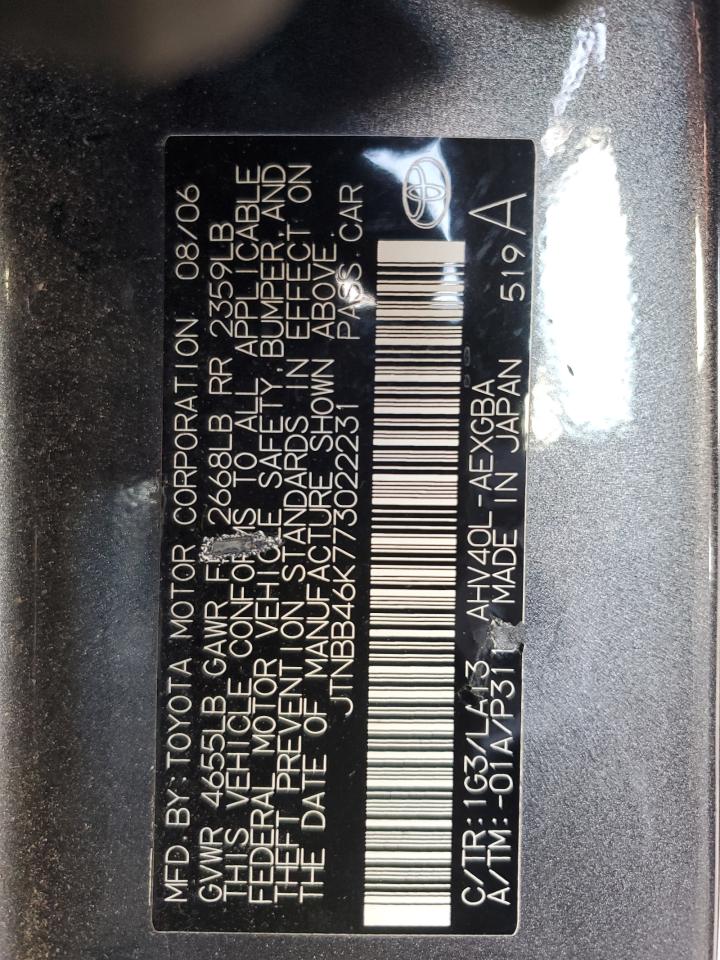 MFD. BY: TOYOTA MOTOR CORPORATION 08/06
GVWR 4655LB GAWR 2668LB RR 2359LB
THIS VEHICLE CONFORMS TO ALL APPLICABLE
FEDERAL MOTOR VEHICLE SAFETY, BUMPER, AND
THEFT PREVENTION STANDARDS IN EFFECT ON
THE DATE OF MANUFACTURE SHOWN ABOVE.
JTNBB46K773022231 PASS. CAR
C/TR: 1G3/LA13 AHV40L-AEXGBA
A/TM: -01A/P311 MADE IN JAPAN 519 A